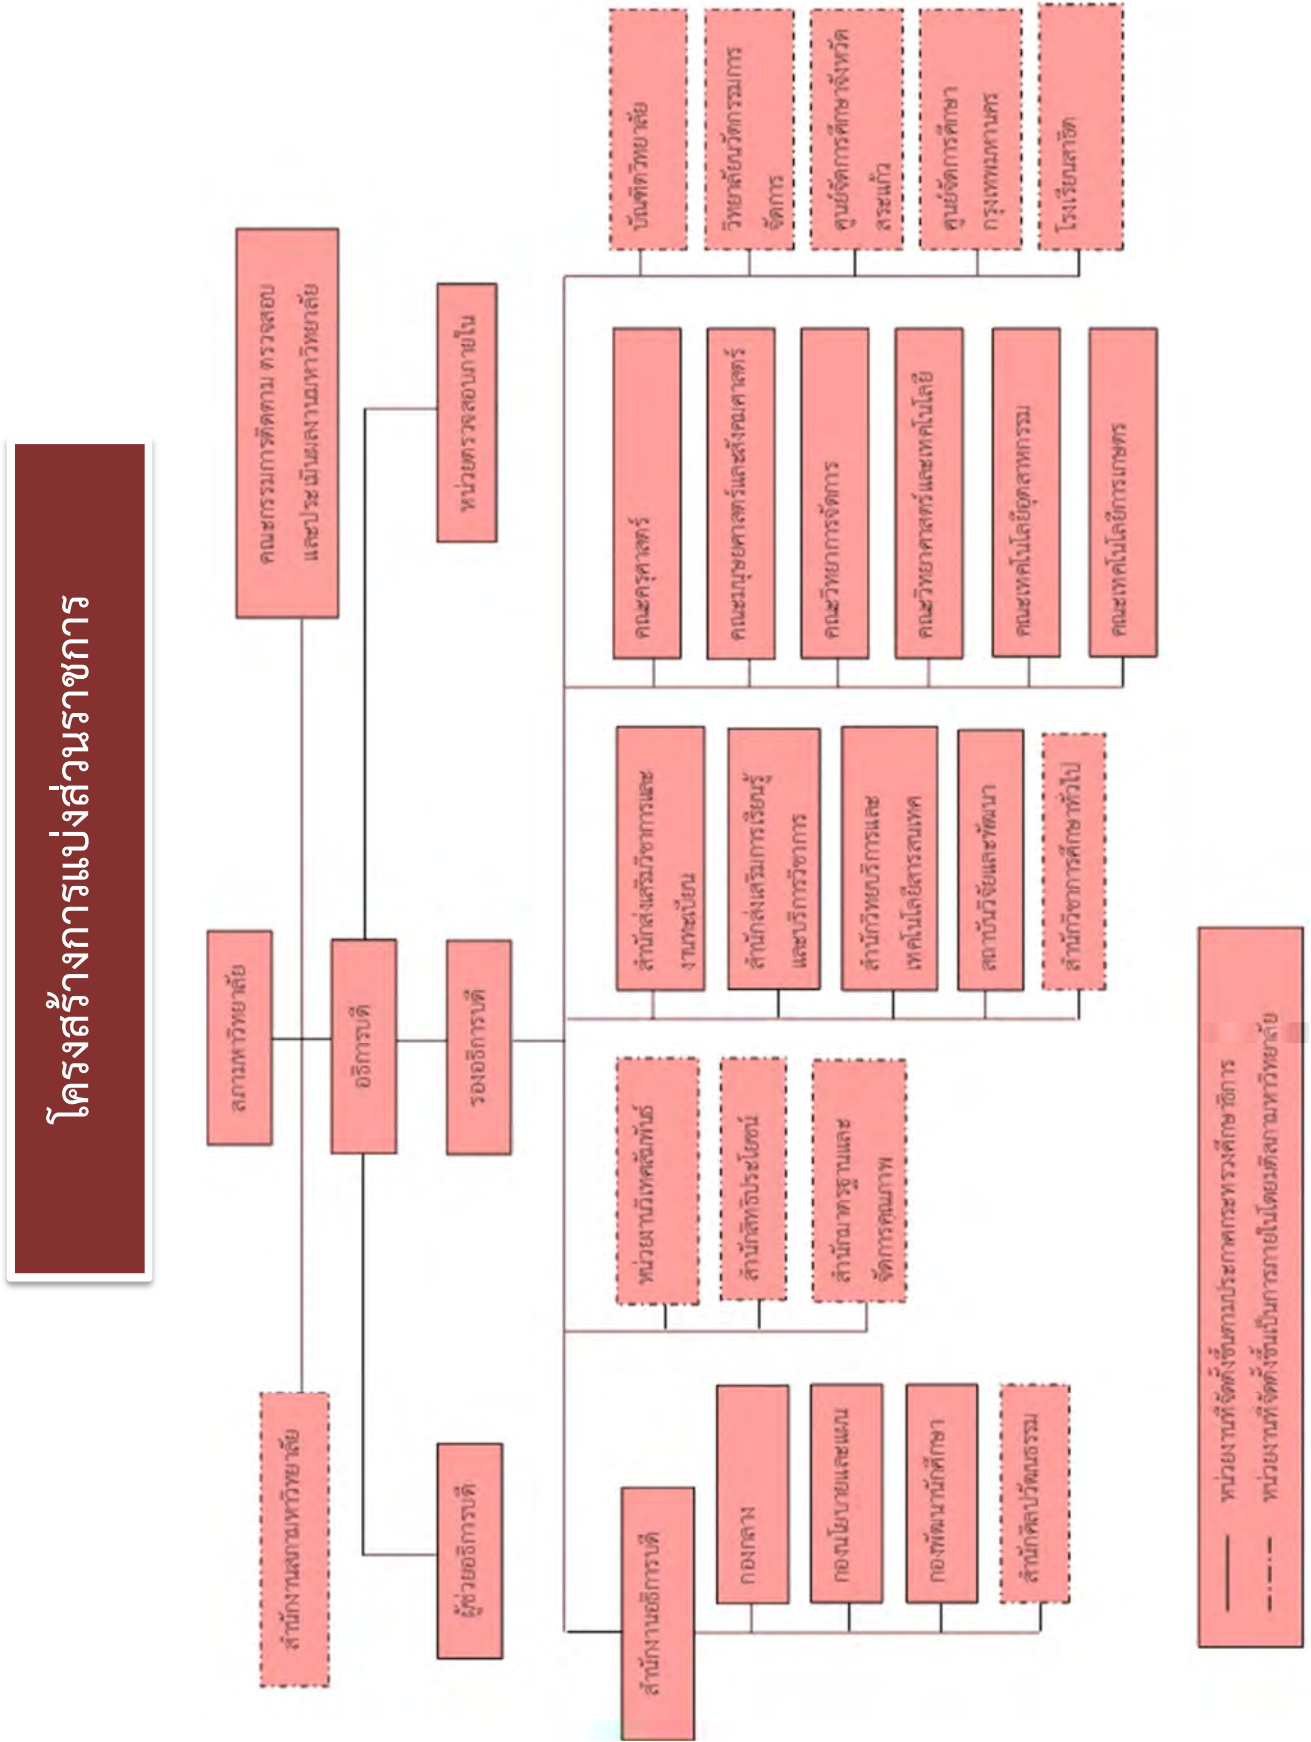 โครงสร้างการแบ่งส่วนราชการ
สภามหาวิทยาลัย
สำนักงานสภามหาวิทยาลัย
คณะกรรมการติดตาม ตรวจสอบ
และประเมินผลงานมหาวิทยาลัย
อธิการบดี
ผู้ช่วยอธิการบดี
รองอธิการบดี
หน่วยตรวจสอบภายใน
สำนักงานอธิการบดี
กองกลาง
กองนโยบายและแผน
กองพัฒนานักศึกษา
สำนักศิลปวัฒนธรรม
หน่วยงานวิเทศสัมพันธ์
สำนักสิทธิประโยชน์
สำนักมาตรฐานและ
จัดการคุณภาพ
สำนักส่งเสริมวิชาการและ
งานทะเบียน
สำนักส่งเสริมการเรียนรู้
และบริการวิชาการ
สำนักวิทยบริการและ
เทคโนโลยีสารสนเทศ
สถาบันวิจัยและพัฒนา
สำนักวิชาการศึกษาทั่วไป
คณะครุศาสตร์
คณะมนุษยศาสตร์และสังคมศาสตร์
คณะวิทยาการจัดการ
คณะวิทยาศาสตร์และเทคโนโลยี
คณะเทคโนโลยีอุตสาหกรรม
คณะเทคโนโลยีการเกษตร
บัณฑิตวิทยาลัย
วิทยาลัยนวัตกรรมการ
จัดการ
ศูนย์จัดการศึกษาจังหวัด
สระแก้ว
ศูนย์จัดการศึกษา
กรุงเทพมหานคร
โรงเรียนสาธิต
หน่วยงานที่จัดตั้งขึ้นตามประกาศกระทรวงศึกษาธิการ
หน่วยงานที่จัดตั้งขึ้นเป็นการภายในโดยมติสภามหาวิทยาลัย